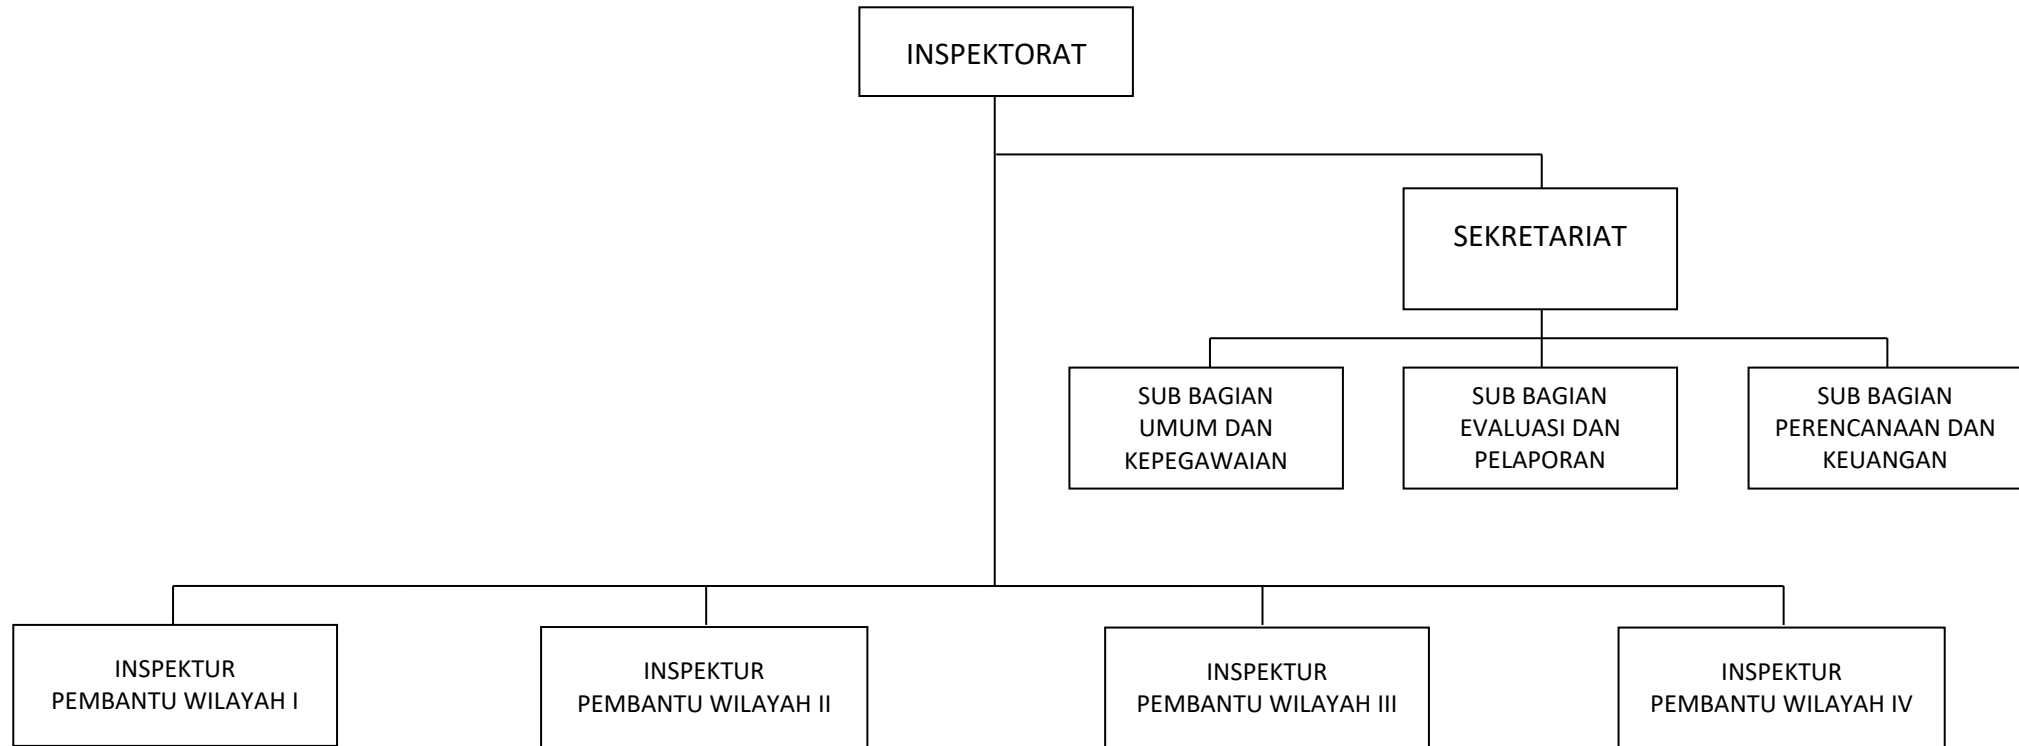 INSPEKTORAT
SEKRETARIAT
SUB BAGIAN
UMUM DAN
KEPEGAWAIAN
SUB BAGIAN
EVALUASI DAN
PELAPORAN
SUB BAGIAN
PERENCANAAN DAN
KEUANGAN
INSPEKTUR
PEMBANTU WILAYAH I
INSPEKTUR
PEMBANTU WILAYAH II
INSPEKTUR
PEMBANTU WILAYAH III
INSPEKTUR
PEMBANTU WILAYAH IV